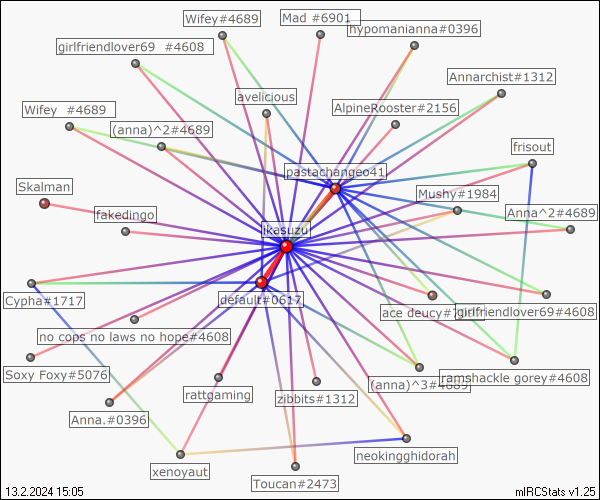 Wifey#4689
Mad #6901
hypomanianna#0396
girlfriendlover69 #4608
Annarchist#1312
avelicious
AlpineRooster#2156
Wifey #4689
(anna)^2#4689
frisout
pastachangeo41
Skalman
Mushy#1984
fakedingo
Anna^2#4689
ikasuzu
Cypha#1717
default#0617
ace deucy#
girlfriendlover69#4608
no cops no laws no hope#4608
Soxy Foxy#5076
rattgaming
(anna)^3#4689
ramshackle gorey#4608
zibbits#1312
Anna.#0396
neokingghidorah
xenoyaut
Toucan#2473
13.2.2024 15:05
mIRCStats v1.25